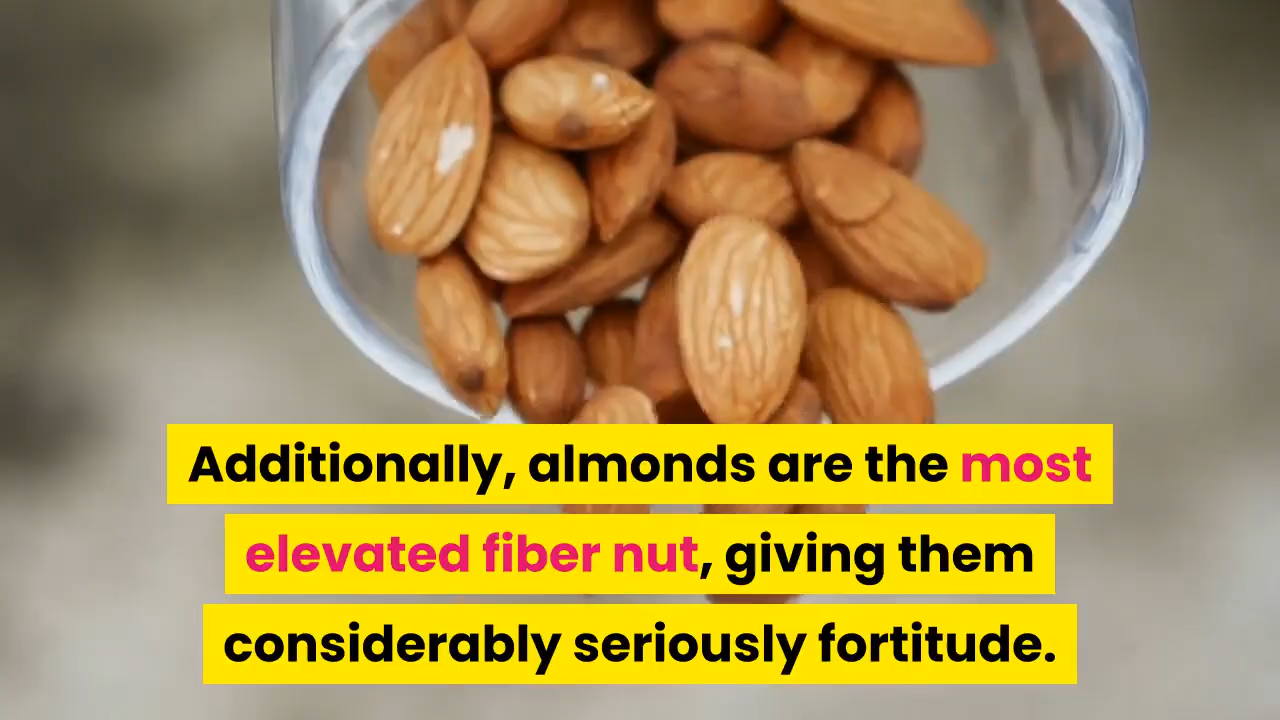 Additionally, almonds are the most
elevated fiber nut, giving them
considerably seriously fortitude.